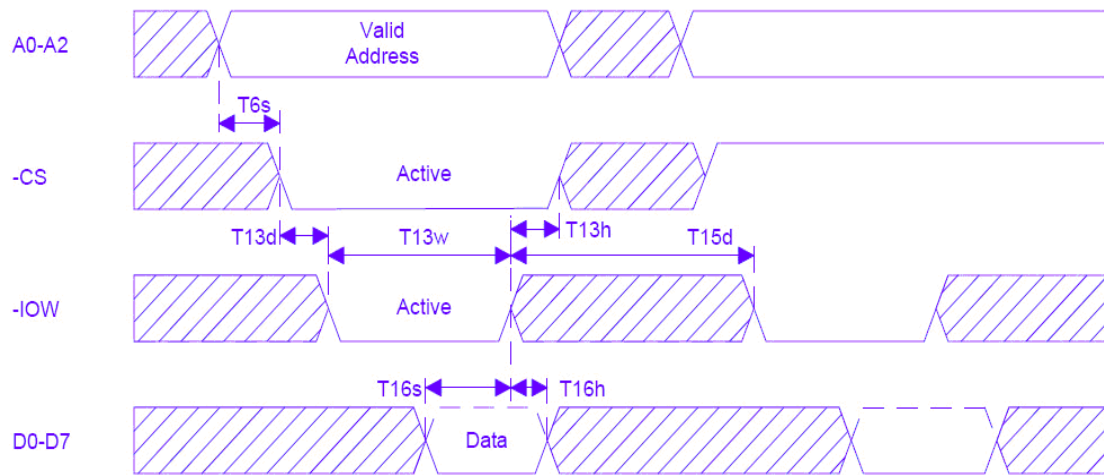 A0-A2
Valid
Address
T6s
-CS
Active
T13d
T13w
T13h
T15d
-IOW
Active
T16s
T16h
D0-D7
Data